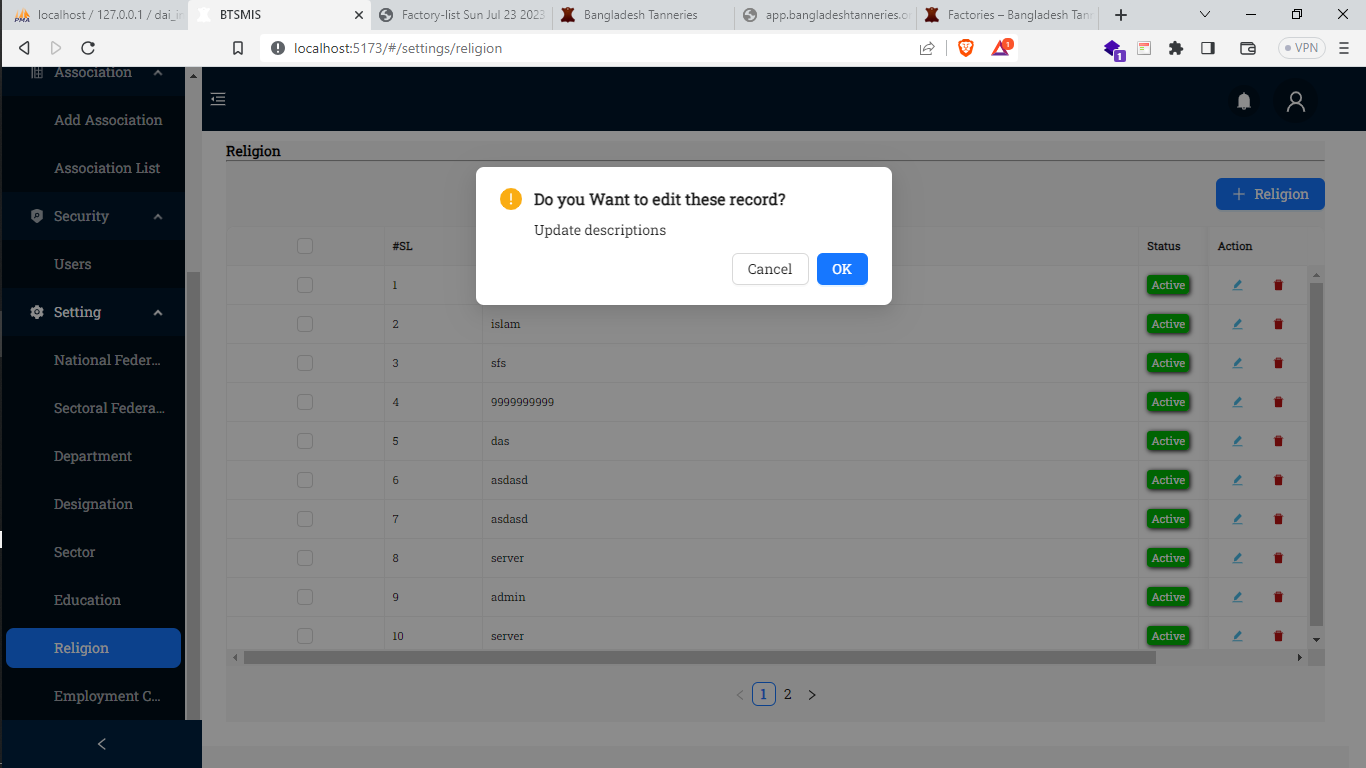 localhost / 127.0.0.1 / dai_in
BTSMIS
Factory-list Sun Jul 23 2023
Bangladesh Tanneries
app.bangladeshtanneries.o
Factories – Bangladesh Tan
localhost:5173/#/settings/religion
1
1
VPN
Association
Add Association
Association List
Security
Users
Setting
National Feder...
Sectoral Federa...
Department
Designation
Sector
Education
Religion
Employment C...
Religion
+ Religion
Do you Want to edit these record?
Update descriptions
Cancel
OK
#SL Status Action
1 Active
2 islam Active
3 sfs Active
4 9999999999 Active
5 das Active
6 asdasd Active
7 asdasd Active
8 server Active
9 admin Active
10 server Active
< 1 2 >